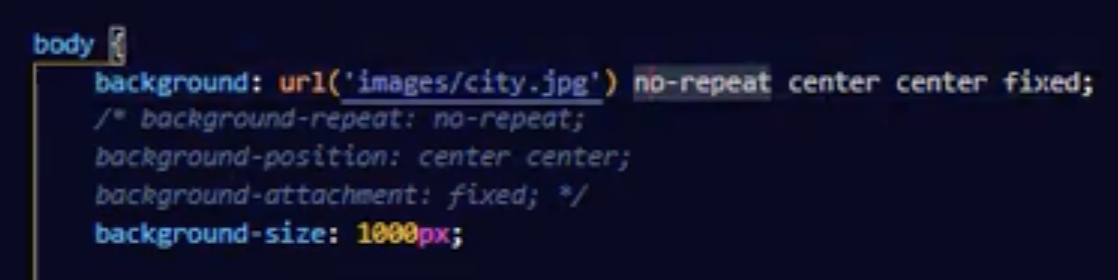 body {
background: url('images/city.jpg') no-repeat center center fixed;
/* background-repeat: no-repeat;
background-position: center center;
background-attachment: fixed; */
background-size: 1000px;